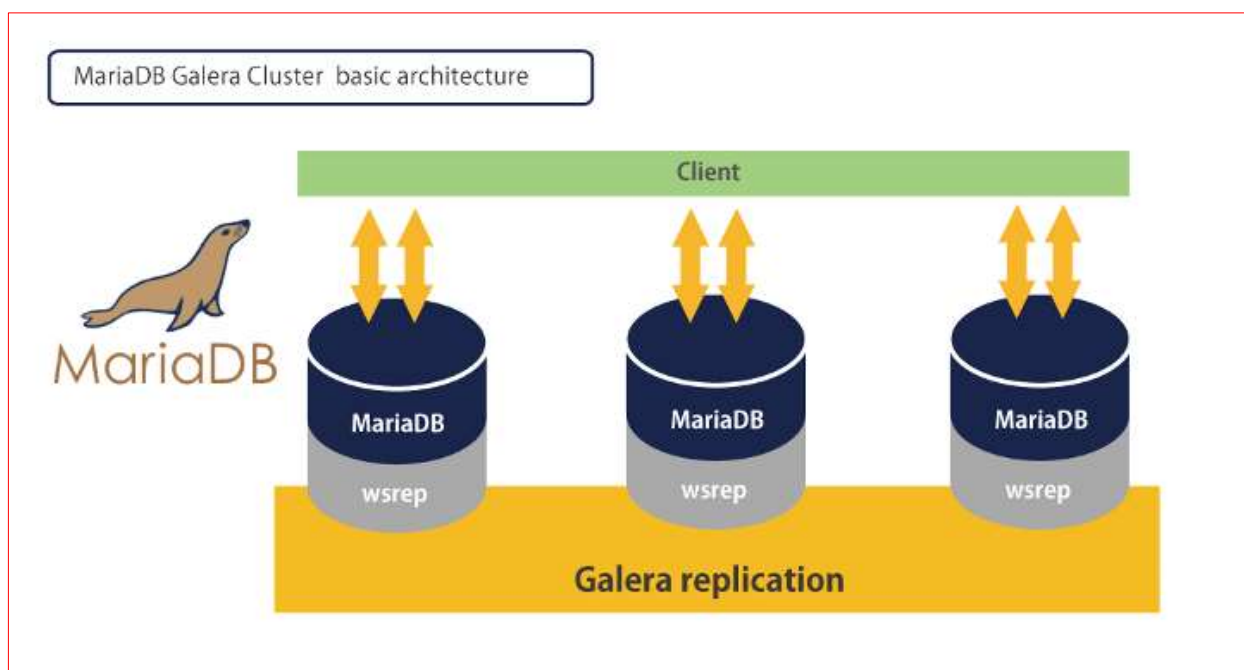 MariaDB Galera Cluster basic architecture
Client
MariaDB
MariaDB
MariaDB
MariaDB
wsrep
wsrep
wsrep
Galera replication